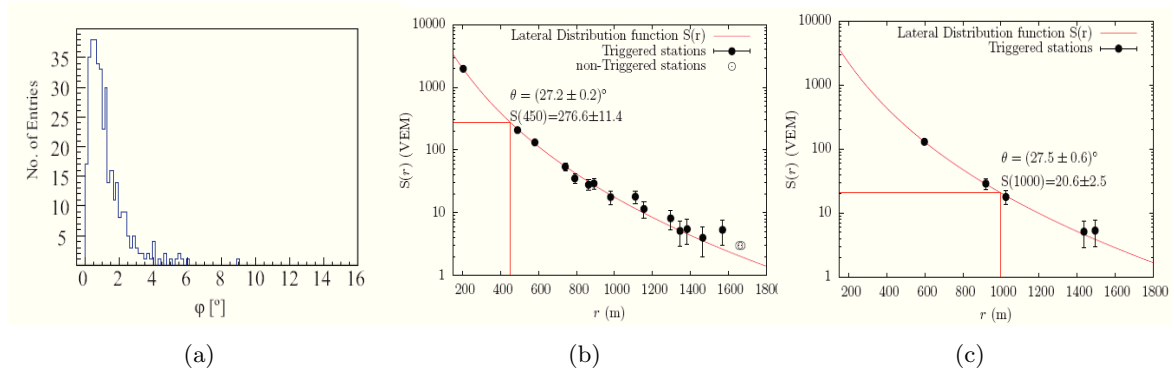 No. of Entries
35
30
25
20
15
10
5
0
2
4
6
8
10
12
14
16
φ [º]
(a)
10000
1000
100
10
1
S(r) (VEM)
Lateral Distribution function S(r)
Triggered stations
non-Triggered stations
θ = (27.2 ± 0.2)°
S(450)=276.6±11.4
200
400
600
800
1000
1200
1400
1600
1800
r (m)
(b)
10000
1000
100
10
1
S(r) (VEM)
Lateral Distribution function S(r)
Triggered stations
θ = (27.5 ± 0.6)°
S(1000)=20.6±2.5
200
400
600
800
1000
1200
1400
1600
1800
r (m)
(c)